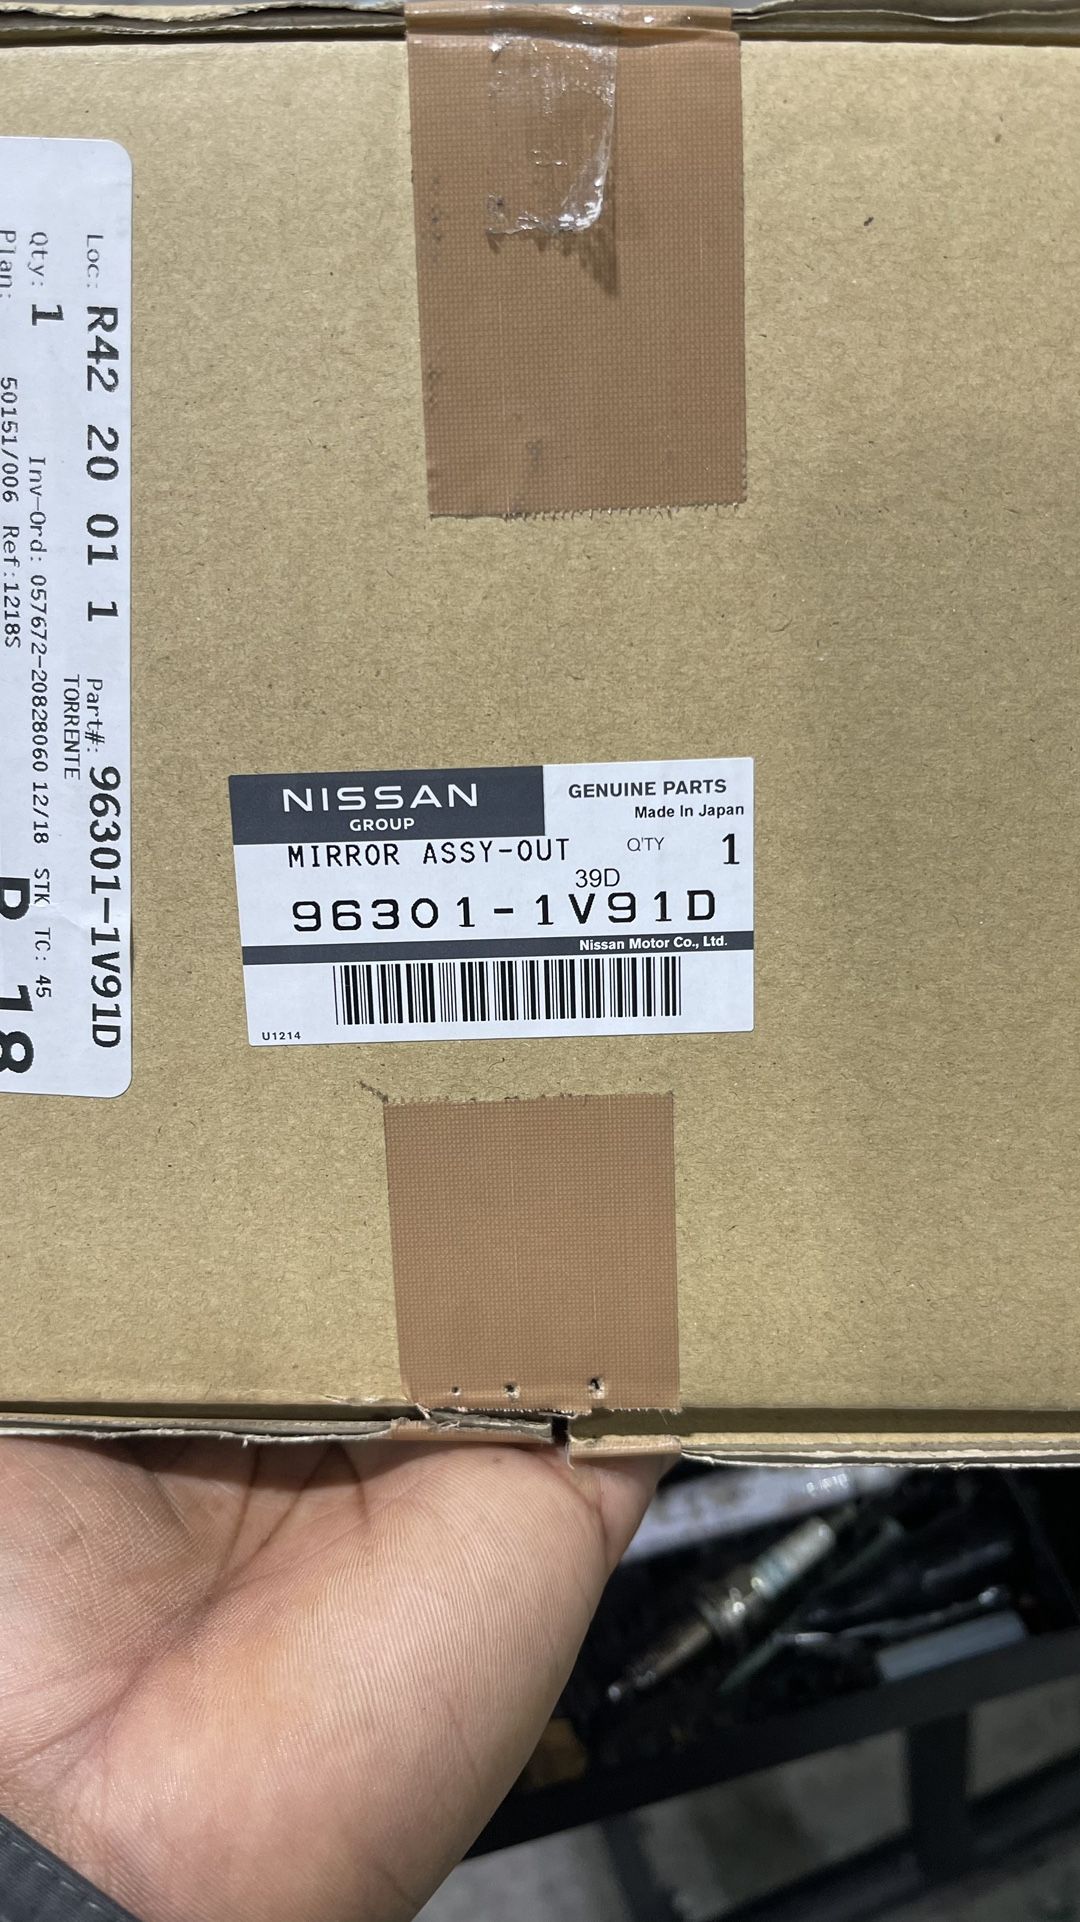 Loc: R42 20 01 1 Part#: 96301-1V91D
TORRENTE
Qty: 1 Inv-Ord: 057672-20828060 12/18 STK TC: 45
Plan: 50151/006 Ref:1218S
18
NISSAN
GROUP
GENUINE PARTS
Made In Japan
MIRROR ASSY-OUT Q'TY 1
39D
96301-1V91D
Nissan Motor Co., Ltd.
U1214